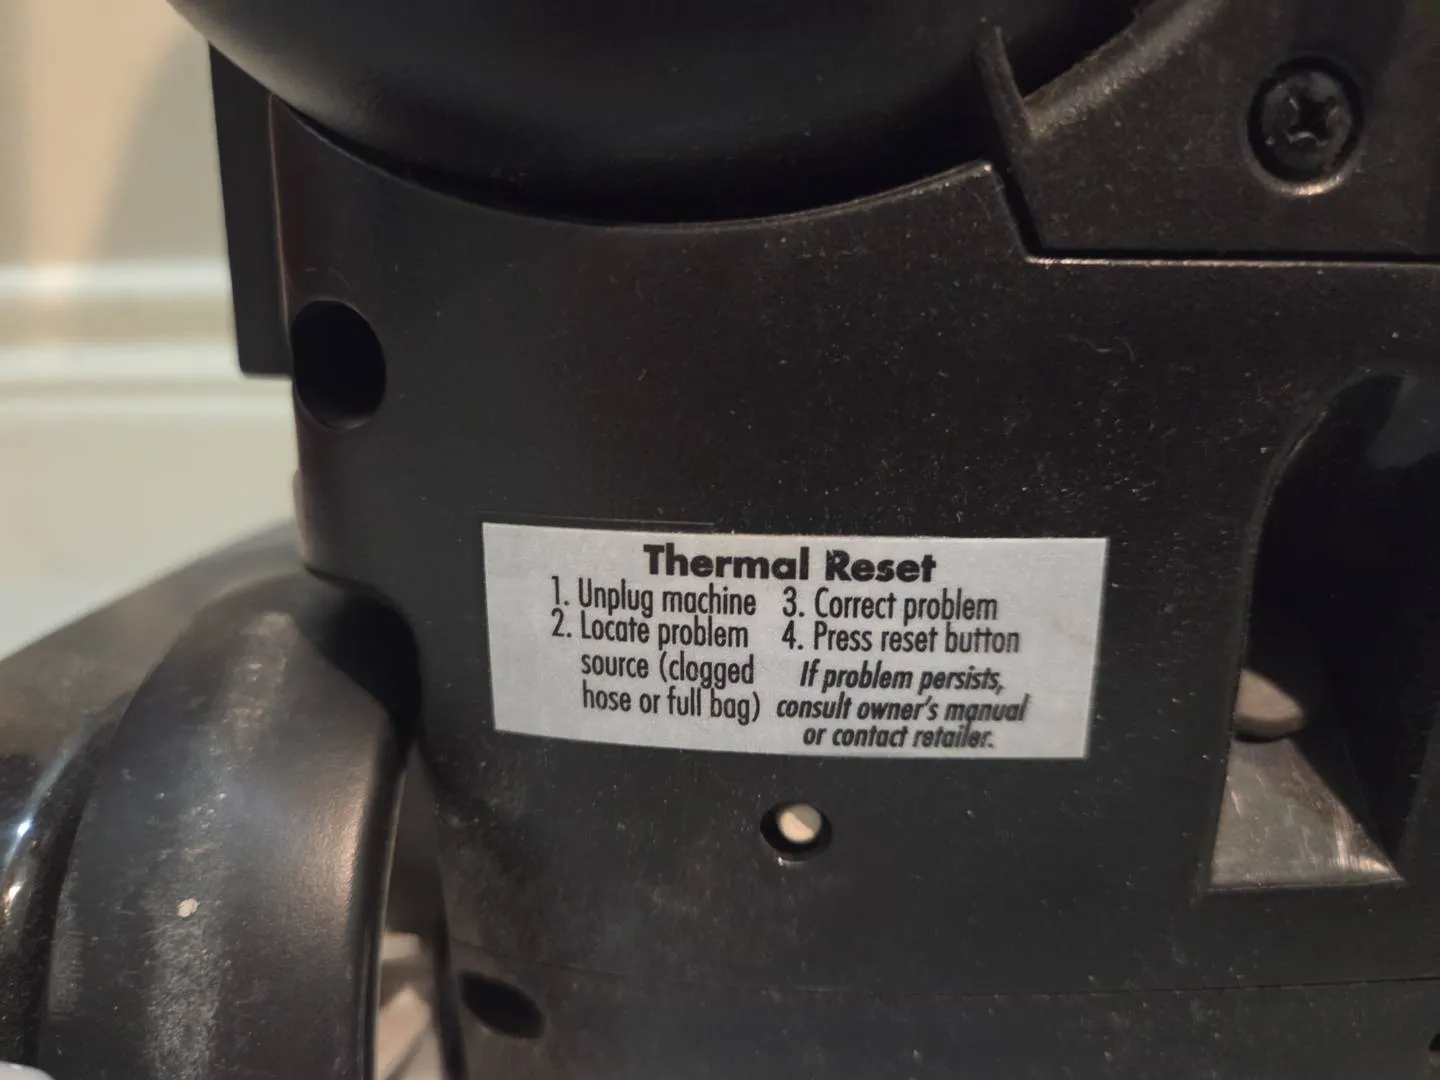 Thermal Reset
1. Unplug machine
2. Locate problem
source (clogged
hose or full bag)
3. Correct problem
4. Press reset button
If problem persists,
consult owner's manual
or contact retailer.